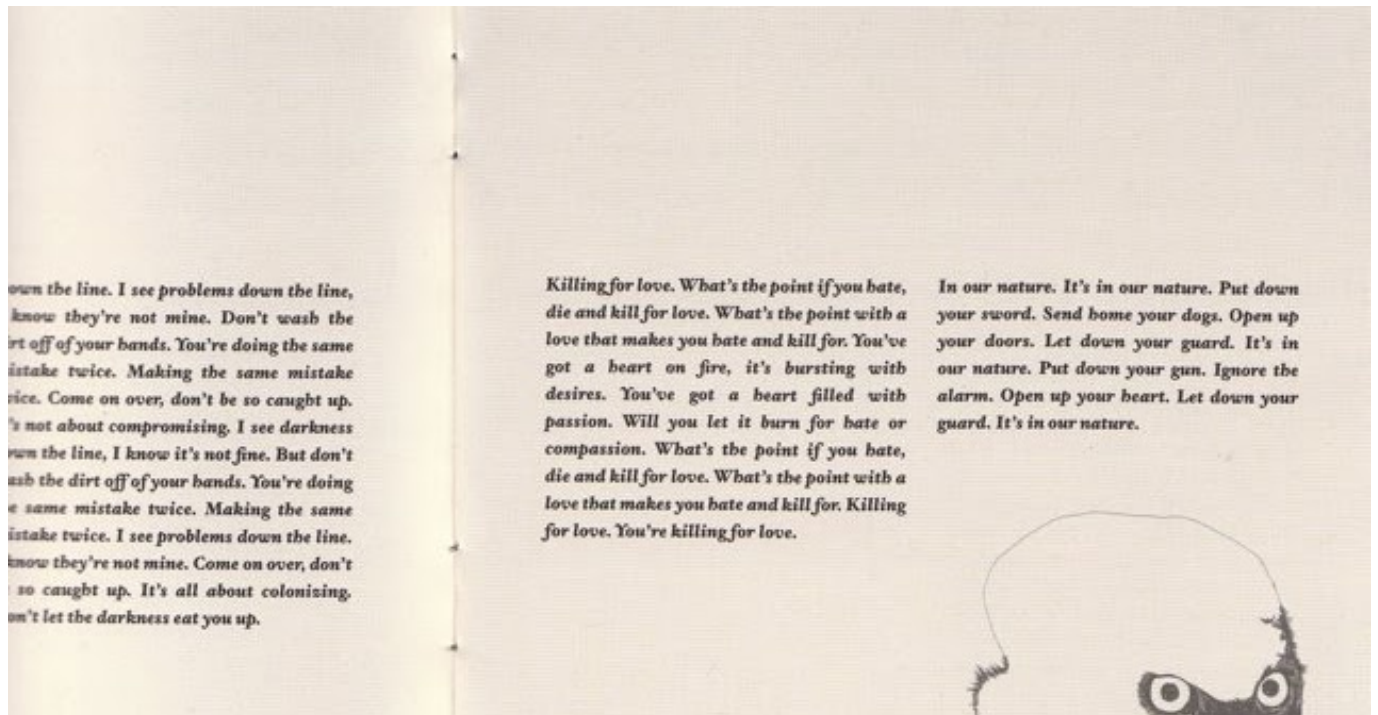 own the line. I see problems down the line,
know they're not mine. Don't wash the
rt off of your hands. You're doing the same
istake twice. Making the same mistake
ice. Come on over, don't be so caught up.
's not about compromising. I see darkness
wn the line, I know it's not fine. But don't
ash the dirt off of your hands. You're doing
e same mistake twice. Making the same
istake twice. I see problems down the line.
know they're not mine. Come on over, don't
so caught up. It's all about colonizing.
on't let the darkness eat you up.
Killing for love. What's the point if you hate,
die and kill for love. What's the point with a
love that makes you hate and kill for. You've
got a heart on fire, it's bursting with
desires. You've got a heart filled with
passion. Will you let it burn for hate or
compassion. What's the point if you hate,
die and kill for love. What's the point with a
love that makes you hate and kill for. Killing
for love. You're killing for love.
In our nature. It's in our nature. Put down
your sword. Send home your dogs. Open up
your doors. Let down your guard. It's in
our nature. Put down your gun. Ignore the
alarm. Open up your heart. Let down your
guard. It's in our nature.